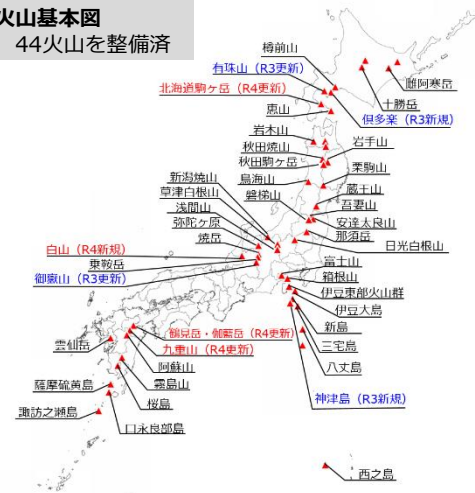 火山基本図
44火山を整備済
樽前山
有珠山（R3更新）
雌阿寒岳
北海道駒ヶ岳（R4更新）
十勝岳
恵山
倶多楽（R3新規）
岩木山
岩手山
秋田焼山
秋田駒ヶ岳
栗駒山
鳥海山
新潟焼山
蔵王山
草津白根山
磐梯山
吾妻山
浅間山
安達太良山
弥陀ヶ原
那須岳
焼岳
日光白根山
白山（R4新規）
富士山
乗鞍岳
箱根山
御嶽山（R3更新）
伊豆東部火山群
伊豆大島
新島
鶴見岳・伽藍岳（R4更新）
雲仙岳
九重山（R4更新）
三宅島
阿蘇山
八丈島
霧島山
薩摩硫黄島
桜島
神津島（R3新規）
諏訪之瀬島
口永良部島
西之島